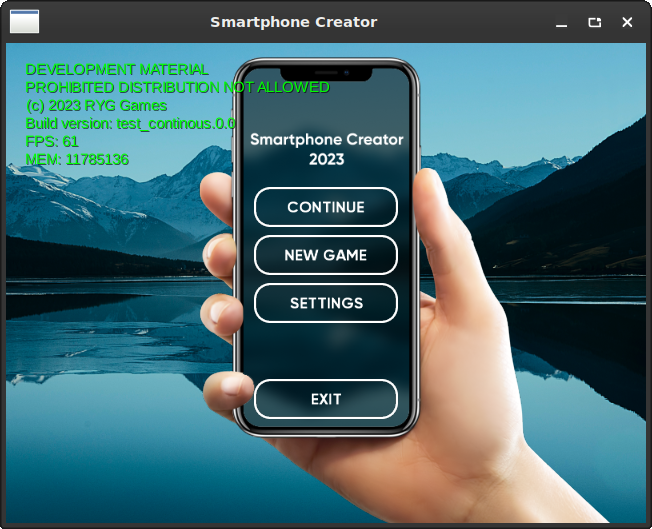 Smartphone Creator
DEVELOPMENT MATERIAL
PROHIBITED DISTRIBUTION NOT ALLOWED
(c) 2023 RYG Games
Build version: test_continous.0.0
FPS: 61
MEM: 11785136
Smartphone Creator
2023
CONTINUE
NEW GAME
SETTINGS
EXIT